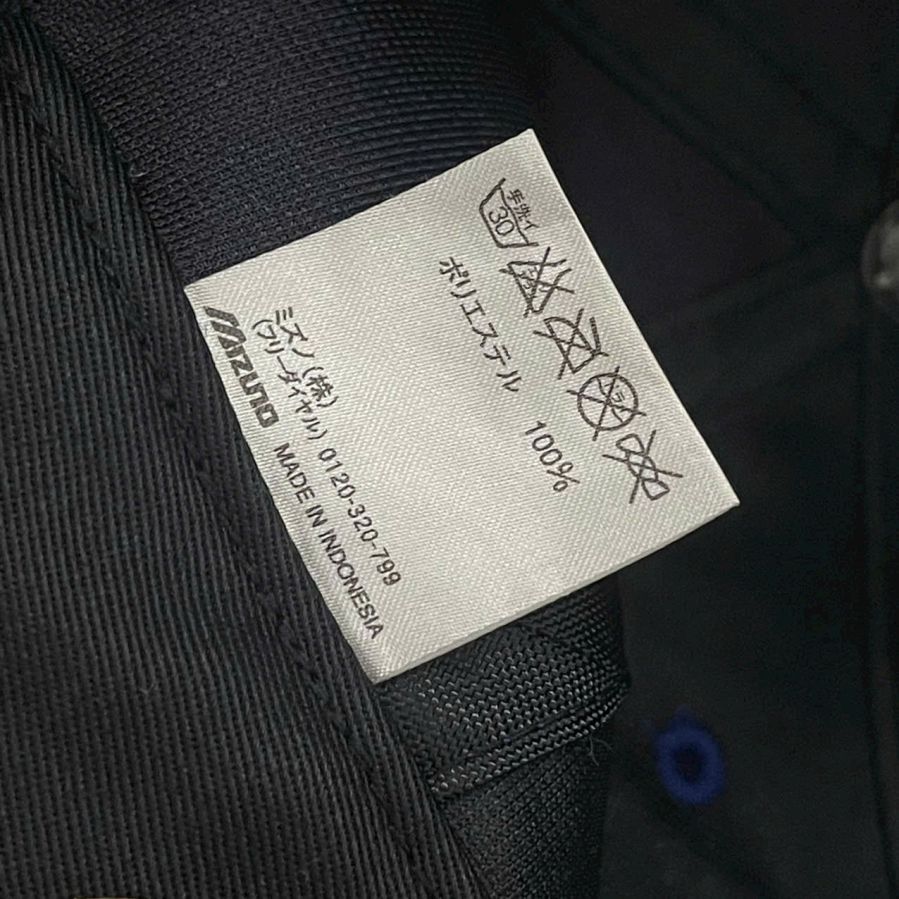 手洗イ
30
ポリエステル 100%
ミズノ(株)
(フリーダイヤル) 0120-320-799
MIZUNO MADE IN INDONESIA